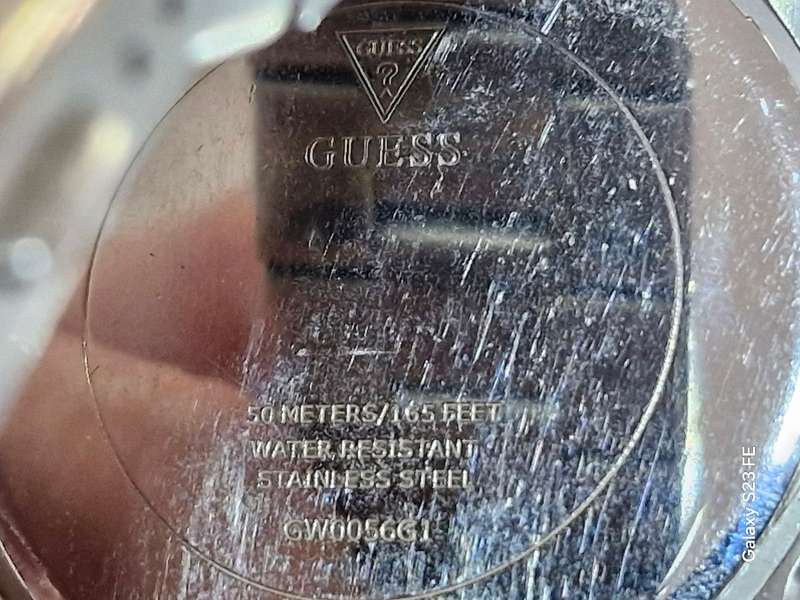 GUESS
?
GUESS
50 METERS/165 FEET
WATER RESISTANT
STAINLESS STEEL
GW0056G1
Galaxy S23 FE